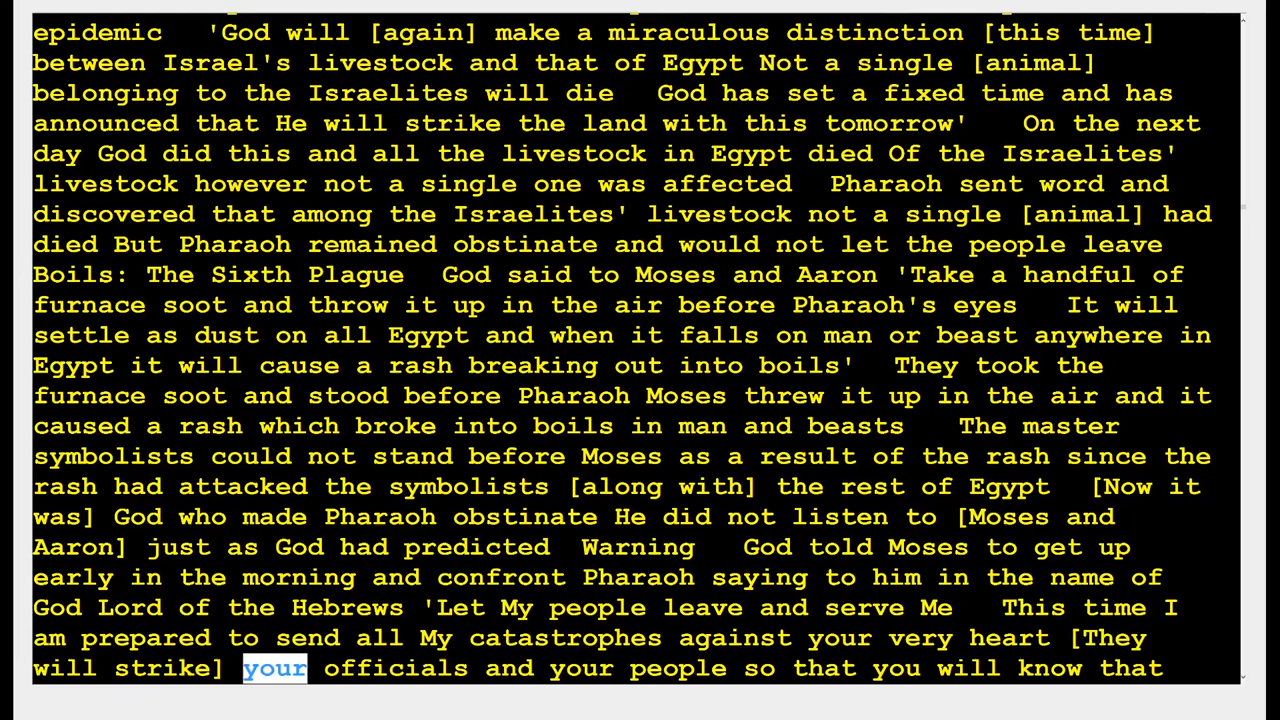 epidemic 'God will [again] make a miraculous distinction [this time]
between Israel's livestock and that of Egypt Not a single [animal]
belonging to the Israelites will die God has set a fixed time and has
announced that He will strike the land with this tomorrow' On the next
day God did this and all the livestock in Egypt died Of the Israelites'
livestock however not a single one was affected Pharaoh sent word and
discovered that among the Israelites' livestock not a single [animal] had
died But Pharaoh remained obstinate and would not let the people leave
Boils: The Sixth Plague God said to Moses and Aaron 'Take a handful of
furnace soot and throw it up in the air before Pharaoh's eyes It will
settle as dust on all Egypt and when it falls on man or beast anywhere in
Egypt it will cause a rash breaking out into boils' They took the
furnace soot and stood before Pharaoh Moses threw it up in the air and it
caused a rash which broke into boils in man and beasts The master
symbolists could not stand before Moses as a result of the rash since the
rash had attacked the symbolists [along with] the rest of Egypt [Now it
was] God who made Pharaoh obstinate He did not listen to [Moses and
Aaron] just as God had predicted Warning God told Moses to get up
early in the morning and confront Pharaoh saying to him in the name of
God Lord of the Hebrews 'Let My people leave and serve Me This time I
am prepared to send all My catastrophes against your very heart [They
will strike] your officials and your people so that you will know that